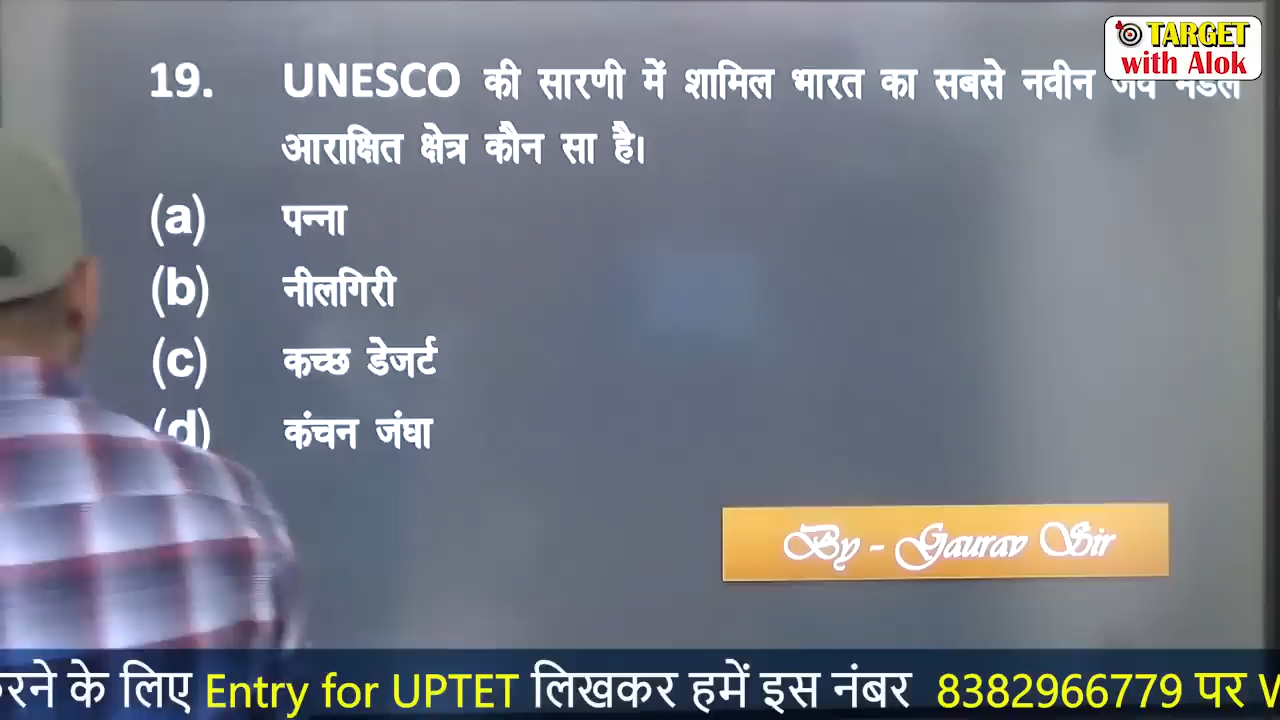 TARGET
with Alok
19. UNESCO की सारणी में शामिल भारत का सबसे नवीन
आराक्षित क्षेत्र कौन सा है।
(a) पन्ना
(b) नीलगिरी
(c) कच्छ डेजर्ट
(d) कंचन जंघा
By - Gaurav Sir
के लिए Entry for UPTET लिखकर हमें इस नंबर 8382966779 पर